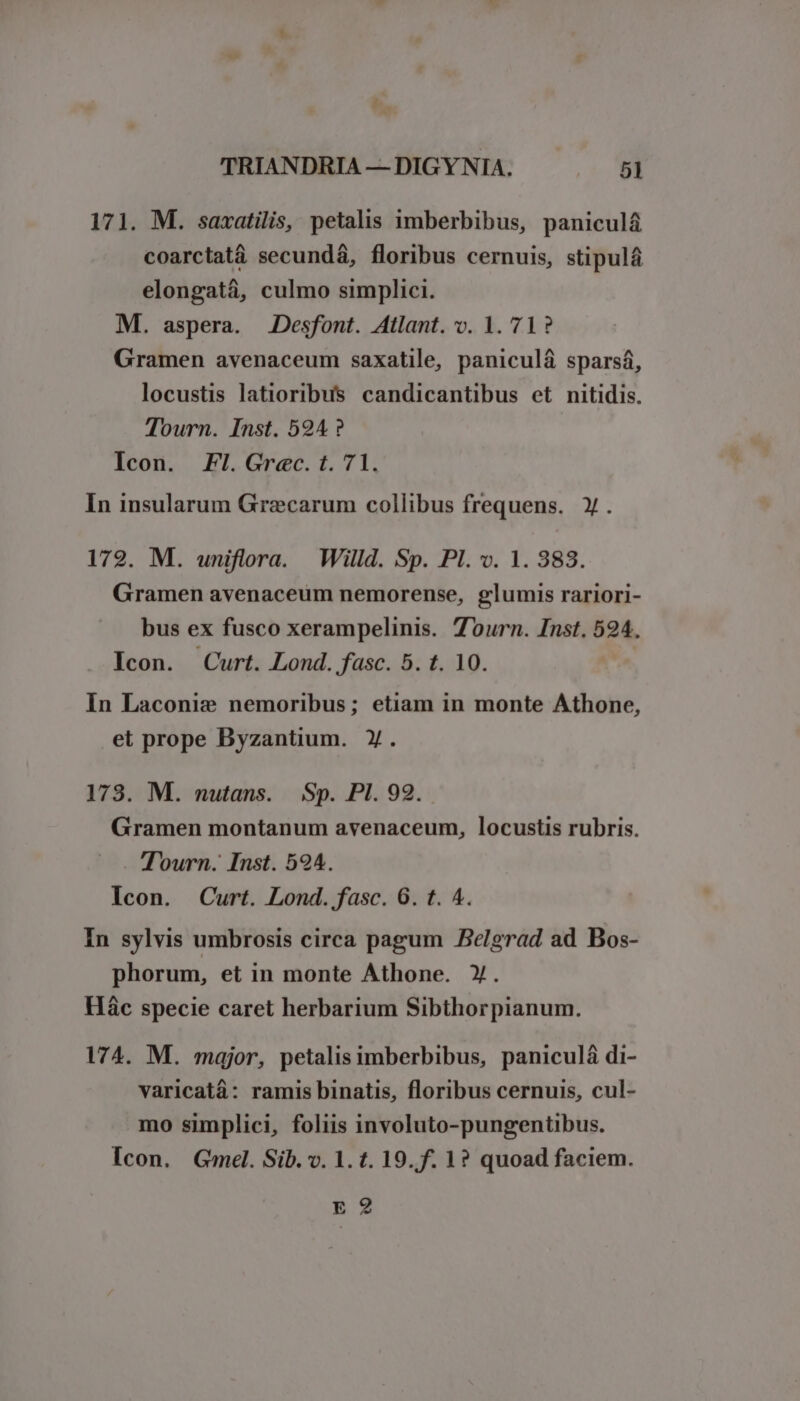 TRIANDRIA — DIGYNIA. 51
171. M. saxatilis, petalis imberbibus, paniculâ
coarctatâ secundâ, floribus cernuis, stipulâ
elongatâ, culmo simplici.
M. aspera. Desfont. Atlant. v. 1. 71?
Gramen avenaceum saxatile, paniculâ sparsâ,
locustis latioribus candicantibus et nitidis.
Tourn. Inst. 524?
Icon. Fl. Græc. t. 71.
In insularum Græcarum collibus frequens. ♃.
172. M. uniflora. Willd. Sp. Pl. v. 1. 383.
Gramen avenaceum nemorense, glumis rariori-
bus ex fusco xerampelinis. Tourn. Inst. 524.
Icon. Curt. Lond. fasc. 5. t. 10.
In Laconiæ nemoribus; etiam in monte Athone,
et prope Byzantium. ♃.
173. M. nutans. Sp. Pl. 92.
Gramen montanum avenaceum, locustis rubris.
Tourn. Inst. 524.
Icon. Curt. Lond. fasc. 6. t. 4.
In sylvis umbrosis circa pagum Belgrad ad Bos-
phorum, et in monte Athone. ♃.
Hâc specie caret herbarium Sibthorpianum.
174. M. major, petalis imberbibus, paniculâ di-
varicatâ: ramis binatis, floribus cernuis, cul-
mo simplici, foliis involuto-pungentibus.
Icon. Gmel. Sib. v. 1. t. 19. f. 1? quoad faciem.
E 2